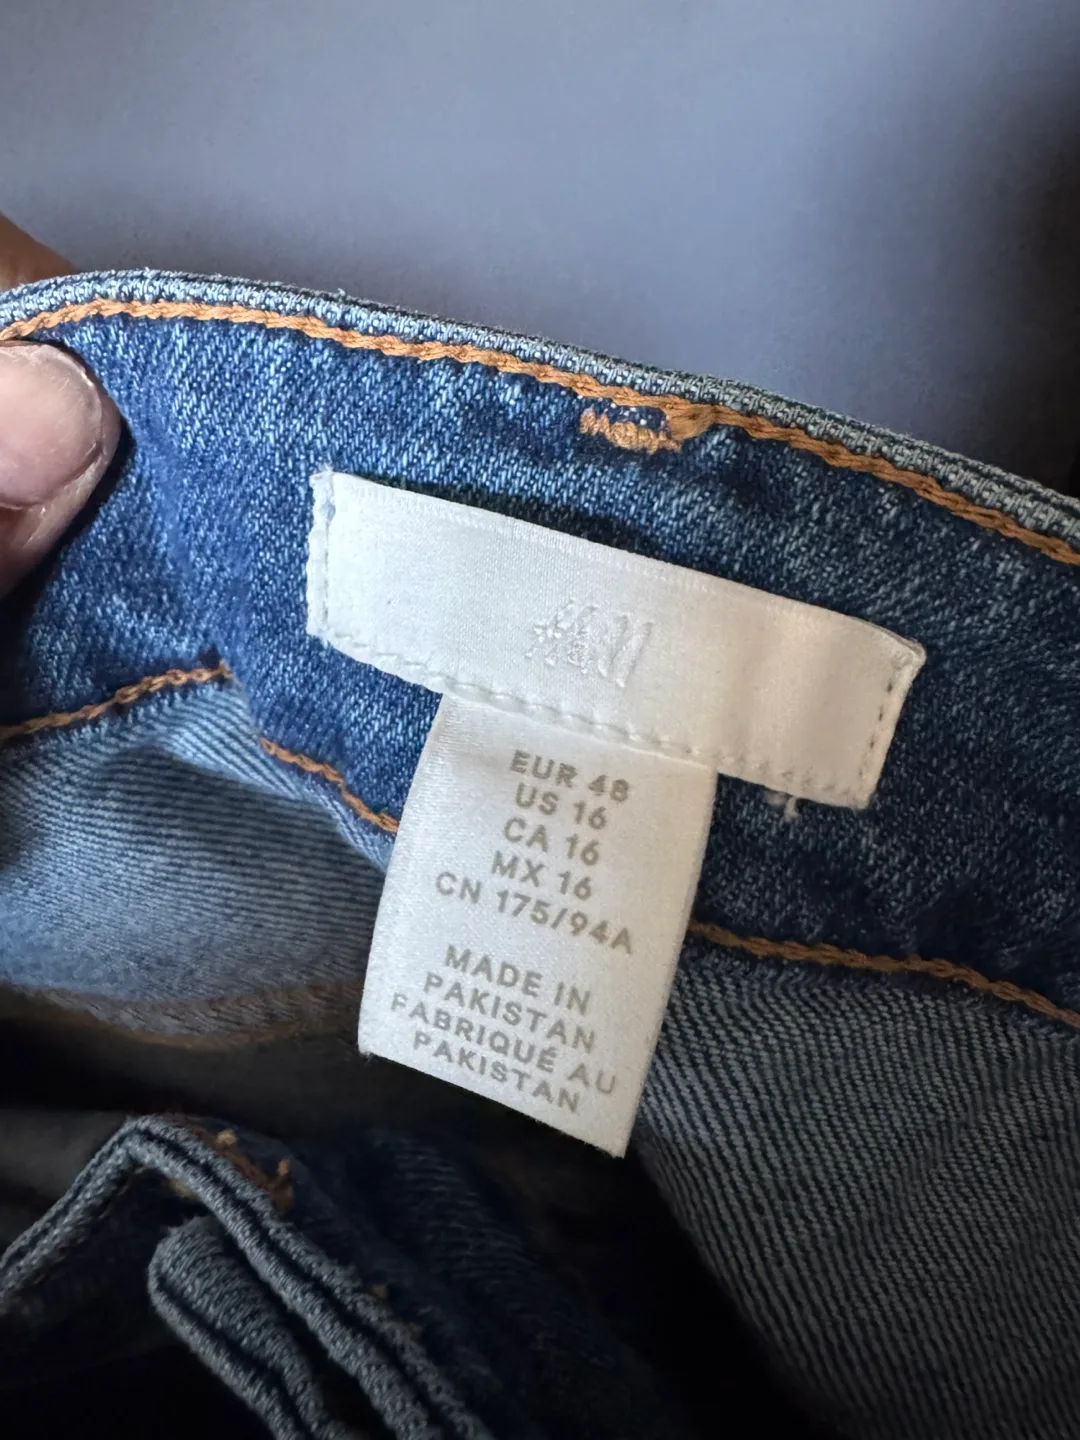 H&M
EUR 48
US 16
CA 16
MX 16
CN 175/94A
MADE IN
PAKISTAN
FABRIQUÉ AU
PAKISTAN